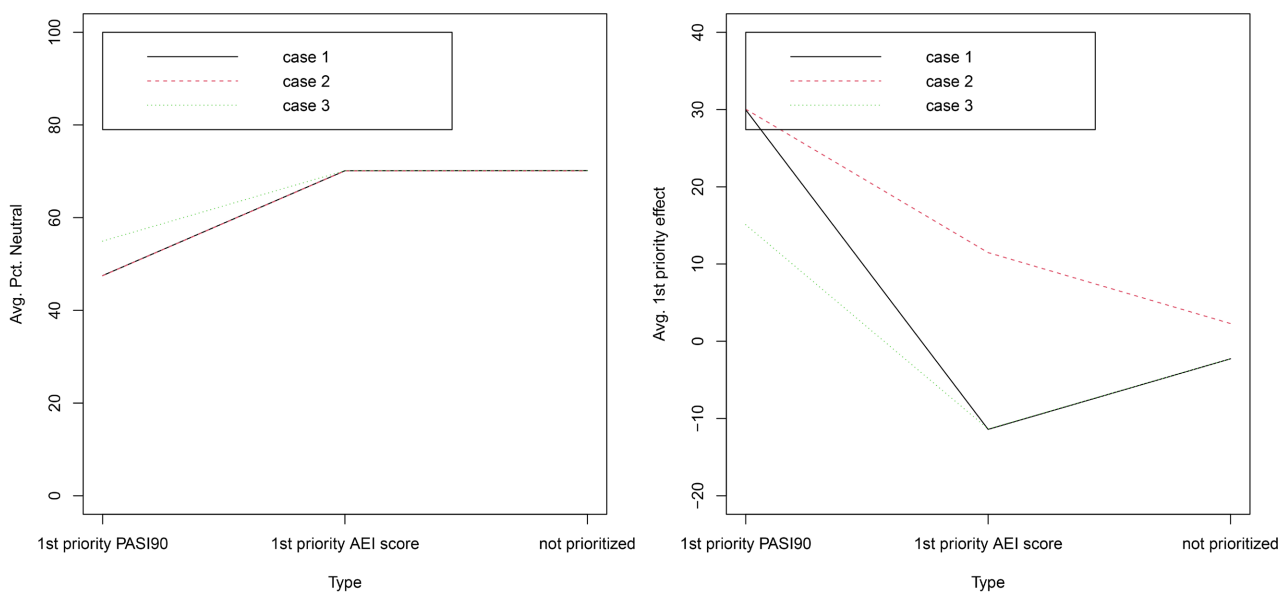 case 1
case 2
case 3
100
80
60
40
20
0
Avg. Pct. Neutral
1st priority PASI90
1st priority AEI score
not prioritized
Type
case 1
case 2
case 3
40
30
20
10
0
−10
−20
Avg. 1st priority effect
1st priority PASI90
1st priority AEI score
not prioritized
Type